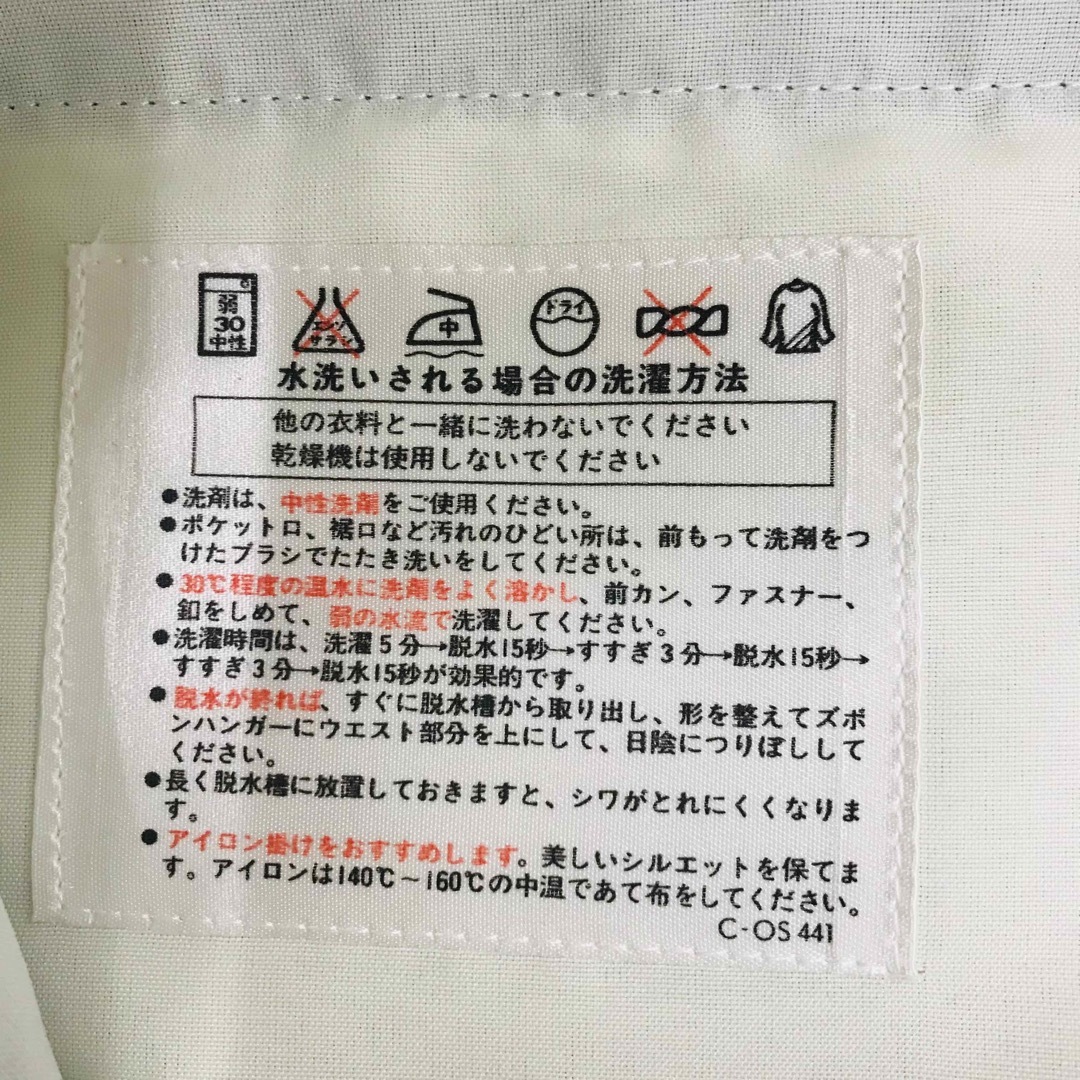 弱
30
中性
エンソ
サラシ
中
ドライ
水洗いされる場合の洗濯方法
他の衣料と一緒に洗わないでください
乾燥機は使用しないでください
●洗剤は、中性洗剤をご使用ください。
●ポケット口、裾口など汚れのひどい所は、前もって洗剤をつ
けたブラシでたたき洗いをしてください。
●30℃程度の温水に洗剤をよく溶かし、前カン、ファスナー、
釦をしめて、弱の水流で洗濯してください。
●洗濯時間は、洗濯5分→脱水15秒→すすぎ3分→脱水15秒→
すすぎ3分→脱水15秒が効果的です。
●脱水が終れば、すぐに脱水槽から取り出し、形を整えてズボ
ンハンガーにウエスト部分を上にして、日陰につりぼしして
ください。
●長く脱水槽に放置しておきますと、シワがとれにくくなりま
す。
●アイロン掛けをおすすめします。美しいシルエットを保てま
す。アイロンは140℃～160℃の中温であて布をしてください。
C-OS 441